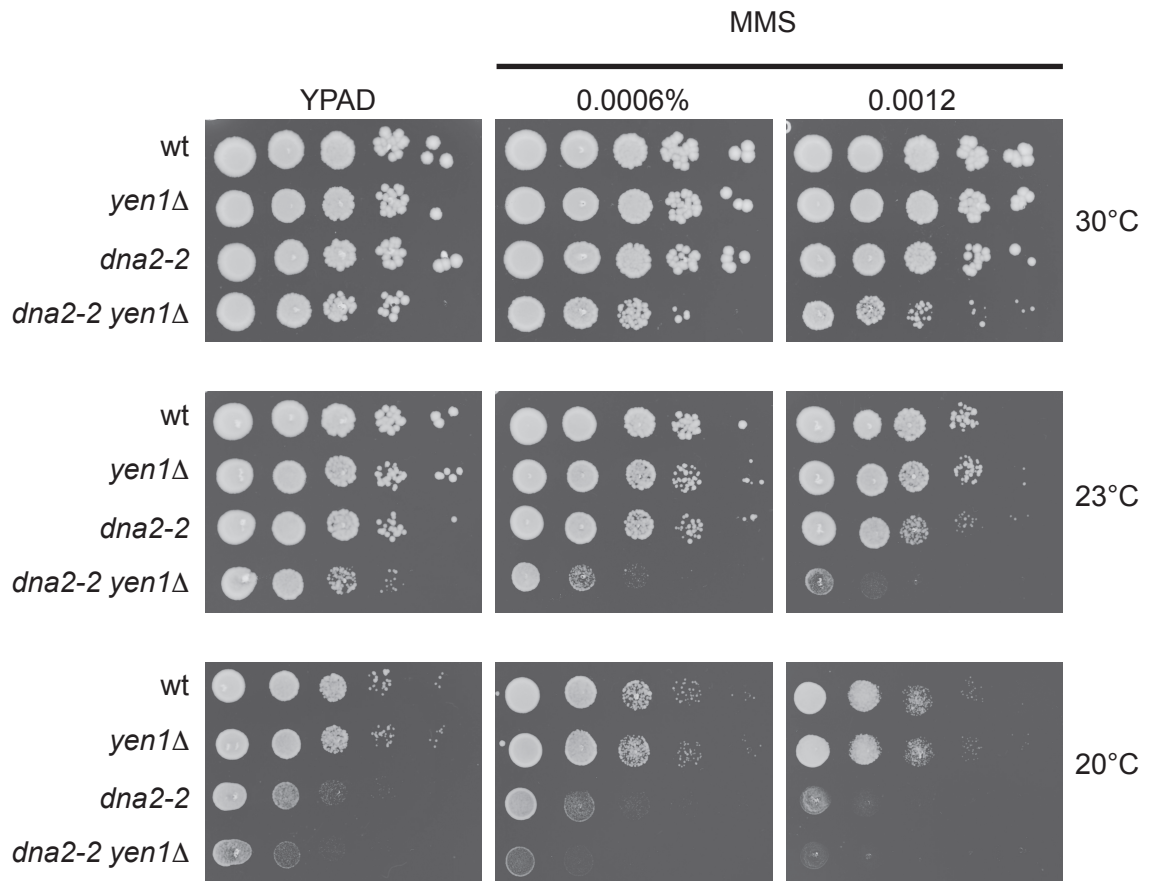 MMS
YPAD
0.0006%
0.0012
wt
yen1Δ
dna2-2
dna2-2 yen1Δ
30°C
wt
yen1Δ
dna2-2
dna2-2 yen1Δ
23°C
wt
yen1Δ
dna2-2
dna2-2 yen1Δ
20°C